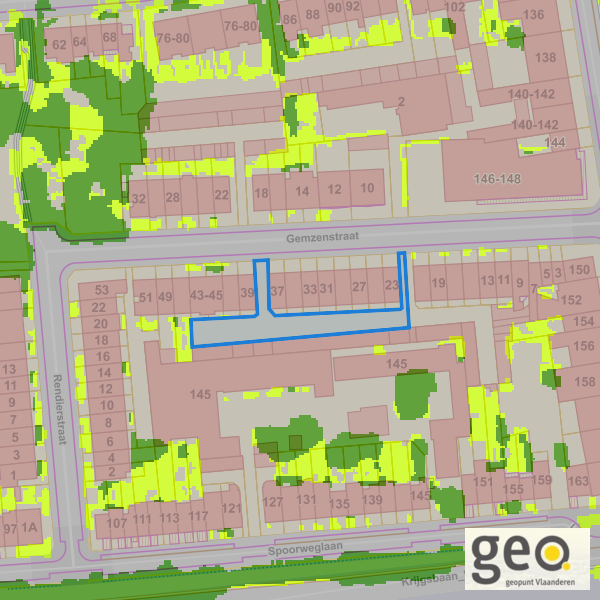 62 64 68 76-80 76-80 86 88 90 92 102 136
138
2 140-142
140-142
144
146-148
32 28 22 18 14 12 10
Gemzenstraat
53 51 49 43-45 39 37 33 31 27 23 19 13 11 9 7 5 3 150
22 152
20 154
18
16 156
14 145
12 158
10 145
8
6
4
2
13
11
9
7
5
3
1
Rendierstraat
97 1A 107 111 113 117 121 127 131 135 139 145 151 155 159 163
Spoorweglaan
Krijgsbaan
geo
geopunt Vlaanderen